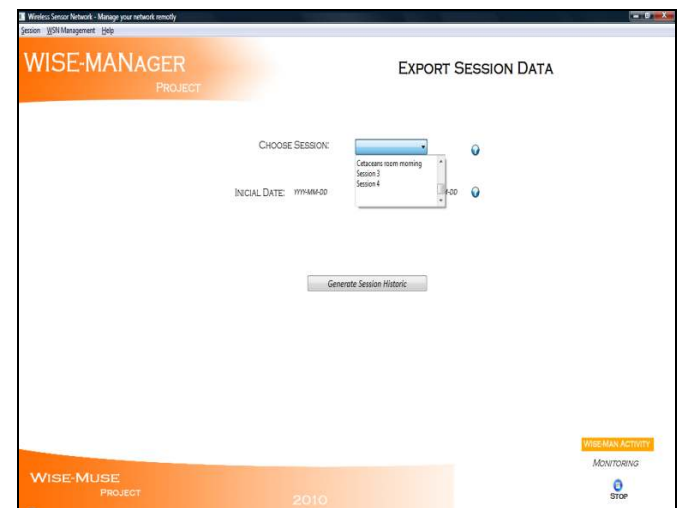 Wireless Sensor Network - Manage your network remotly
Session WSN Management Help
WISE-MANAGER
PROJECT
EXPORT SESSION DATA
CHOOSE SESSION:
Cetaceans room morning
Session 3
Session 4
INICIAL DATE: YYYY-MM-DD -DD
Generate Session Historic
WISE-MAN ACTIVITY
MONITORING
STOP
WISE-MUSE
PROJECT
2010